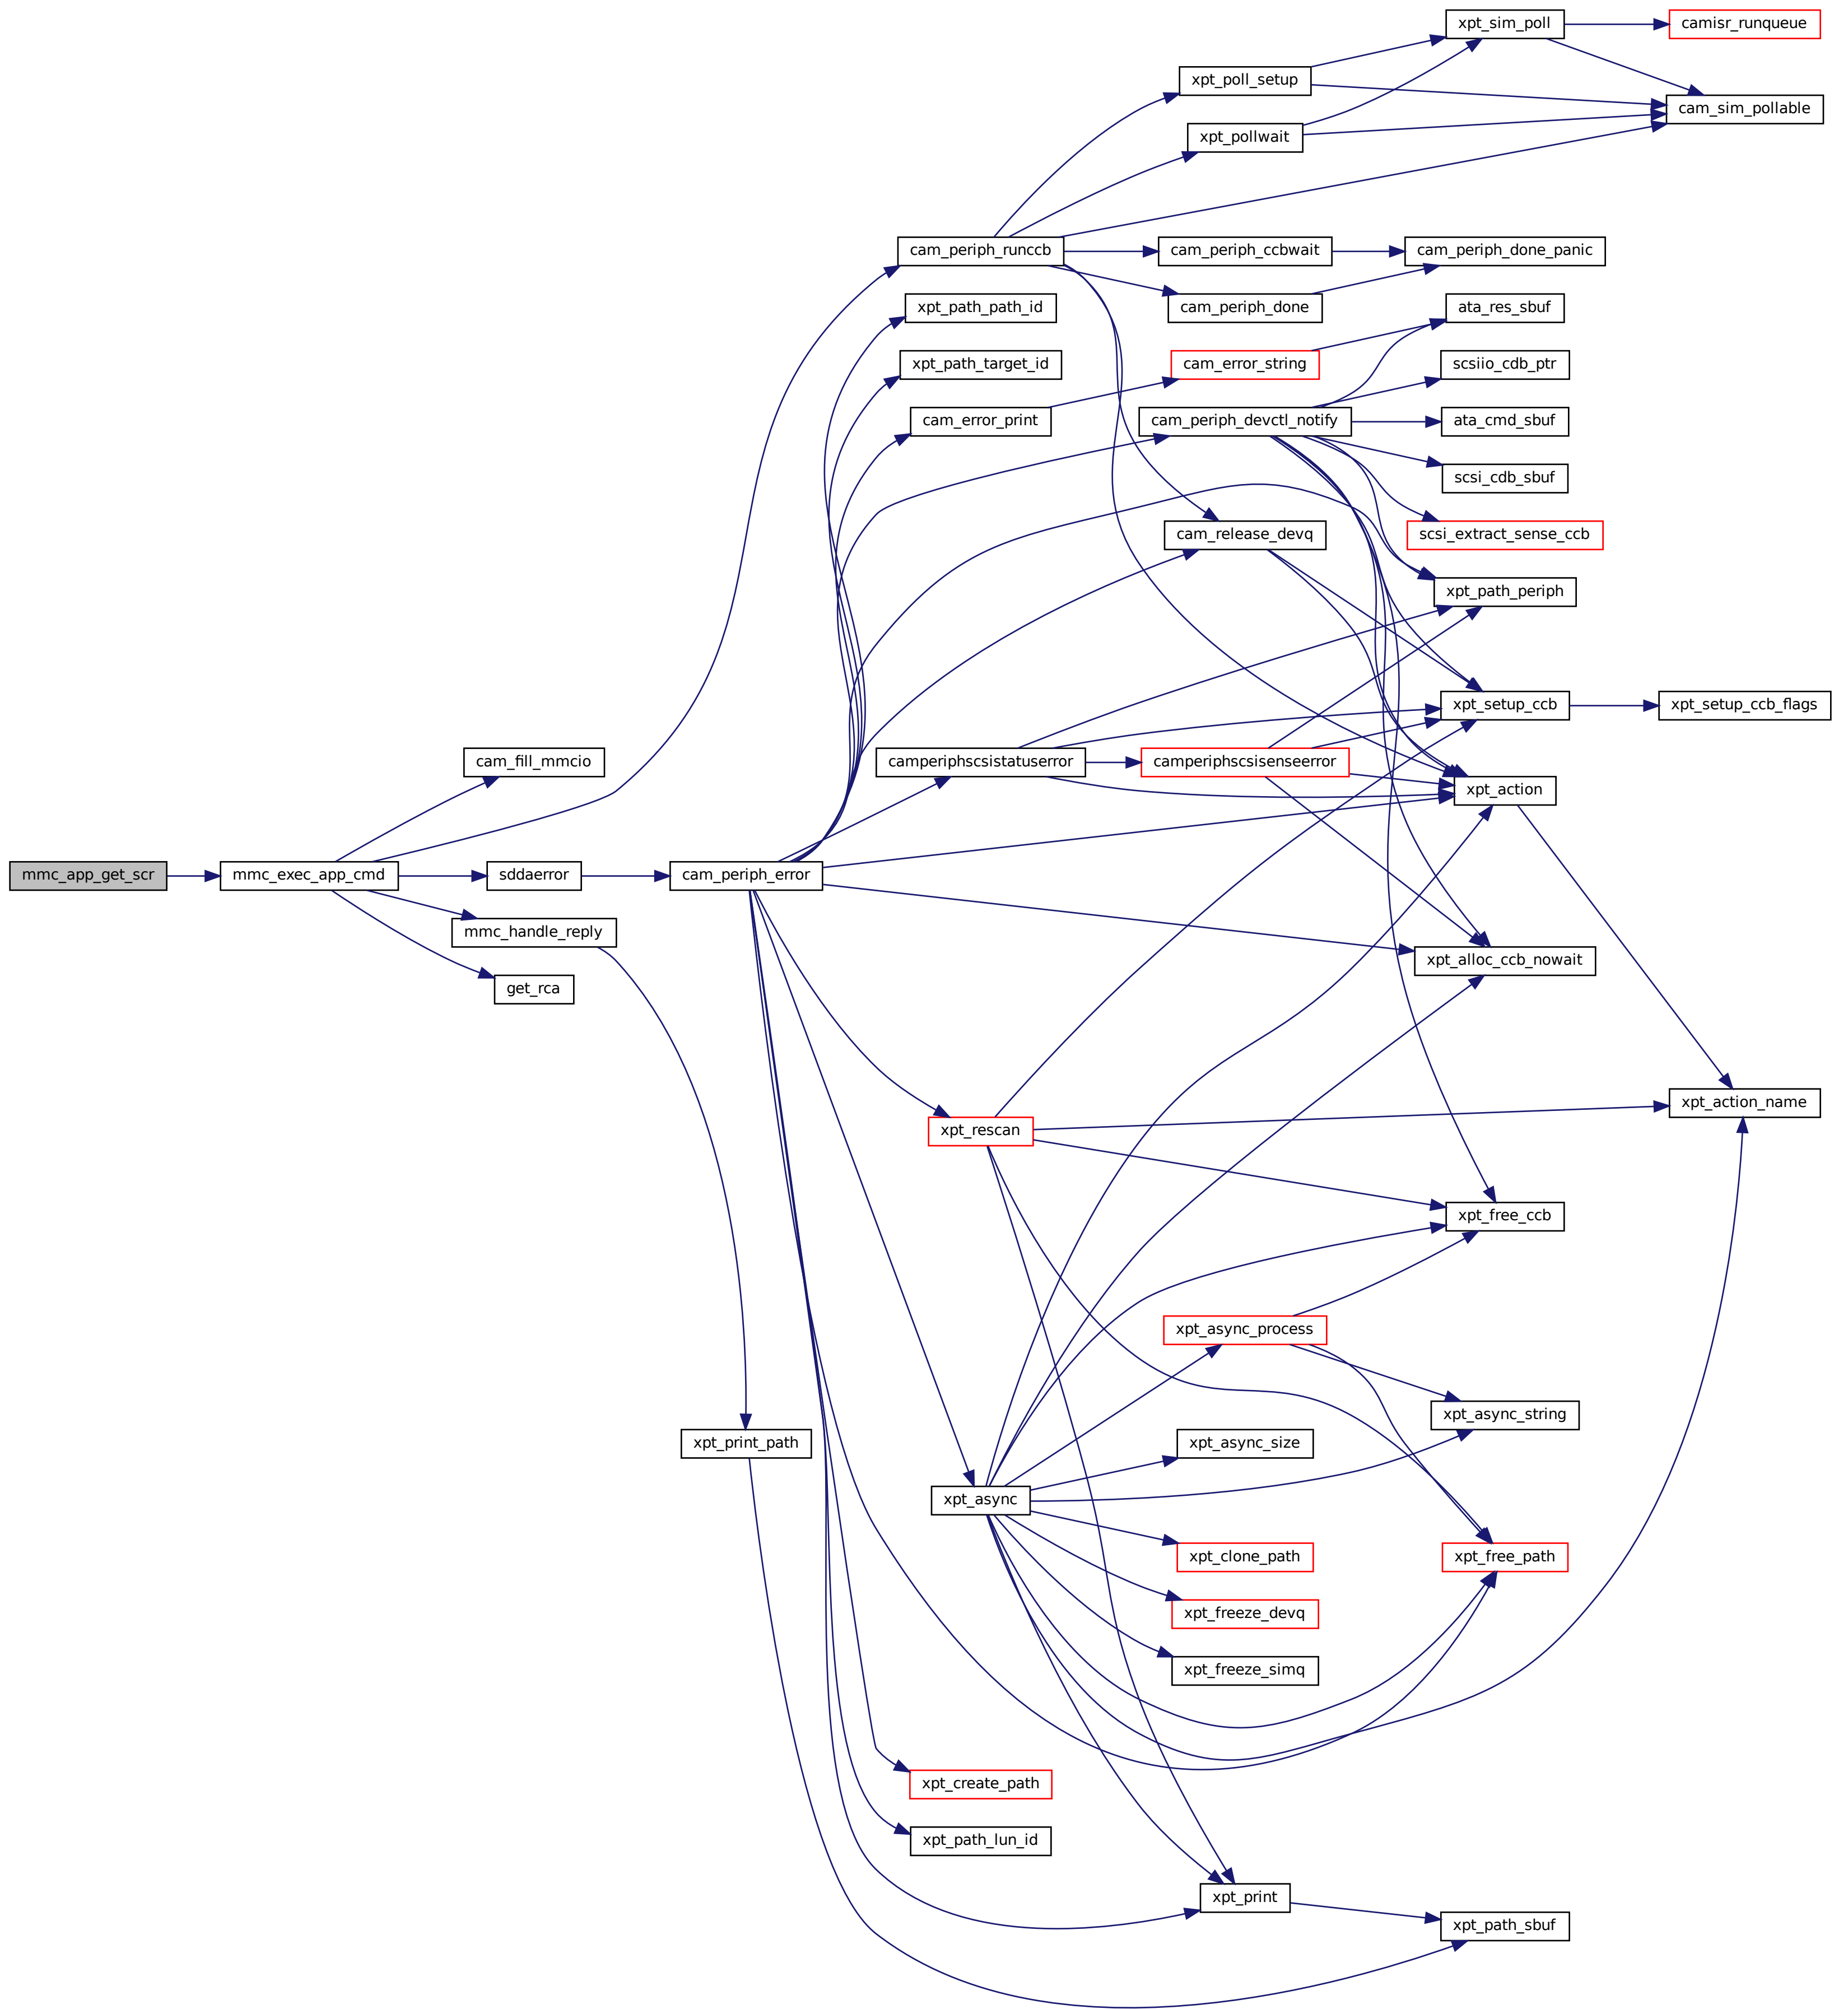 xpt_sim_poll
camisr_runqueue
xpt_poll_setup
cam_sim_pollable
xpt_pollwait
cam_periph_runccb
cam_periph_ccbwait
cam_periph_done_panic
xpt_path_path_id
cam_periph_done
ata_res_sbuf
xpt_path_target_id
cam_error_string
scsiio_cdb_ptr
cam_error_print
cam_periph_devctl_notify
ata_cmd_sbuf
scsi_cdb_sbuf
cam_release_devq
scsi_extract_sense_ccb
xpt_path_periph
xpt_setup_ccb
xpt_setup_ccb_flags
cam_fill_mmcio
camperiphscsistatuserror
camperiphscsisenseerror
xpt_action
mmc_app_get_scr
mmc_exec_app_cmd
sddaerror
cam_periph_error
mmc_handle_reply
xpt_alloc_ccb_nowait
get_rca
xpt_rescan
xpt_action_name
xpt_free_ccb
xpt_async_process
xpt_async_string
xpt_print_path
xpt_async_size
xpt_async
xpt_clone_path
xpt_free_path
xpt_freeze_devq
xpt_freeze_simq
xpt_create_path
xpt_path_lun_id
xpt_print
xpt_path_sbuf